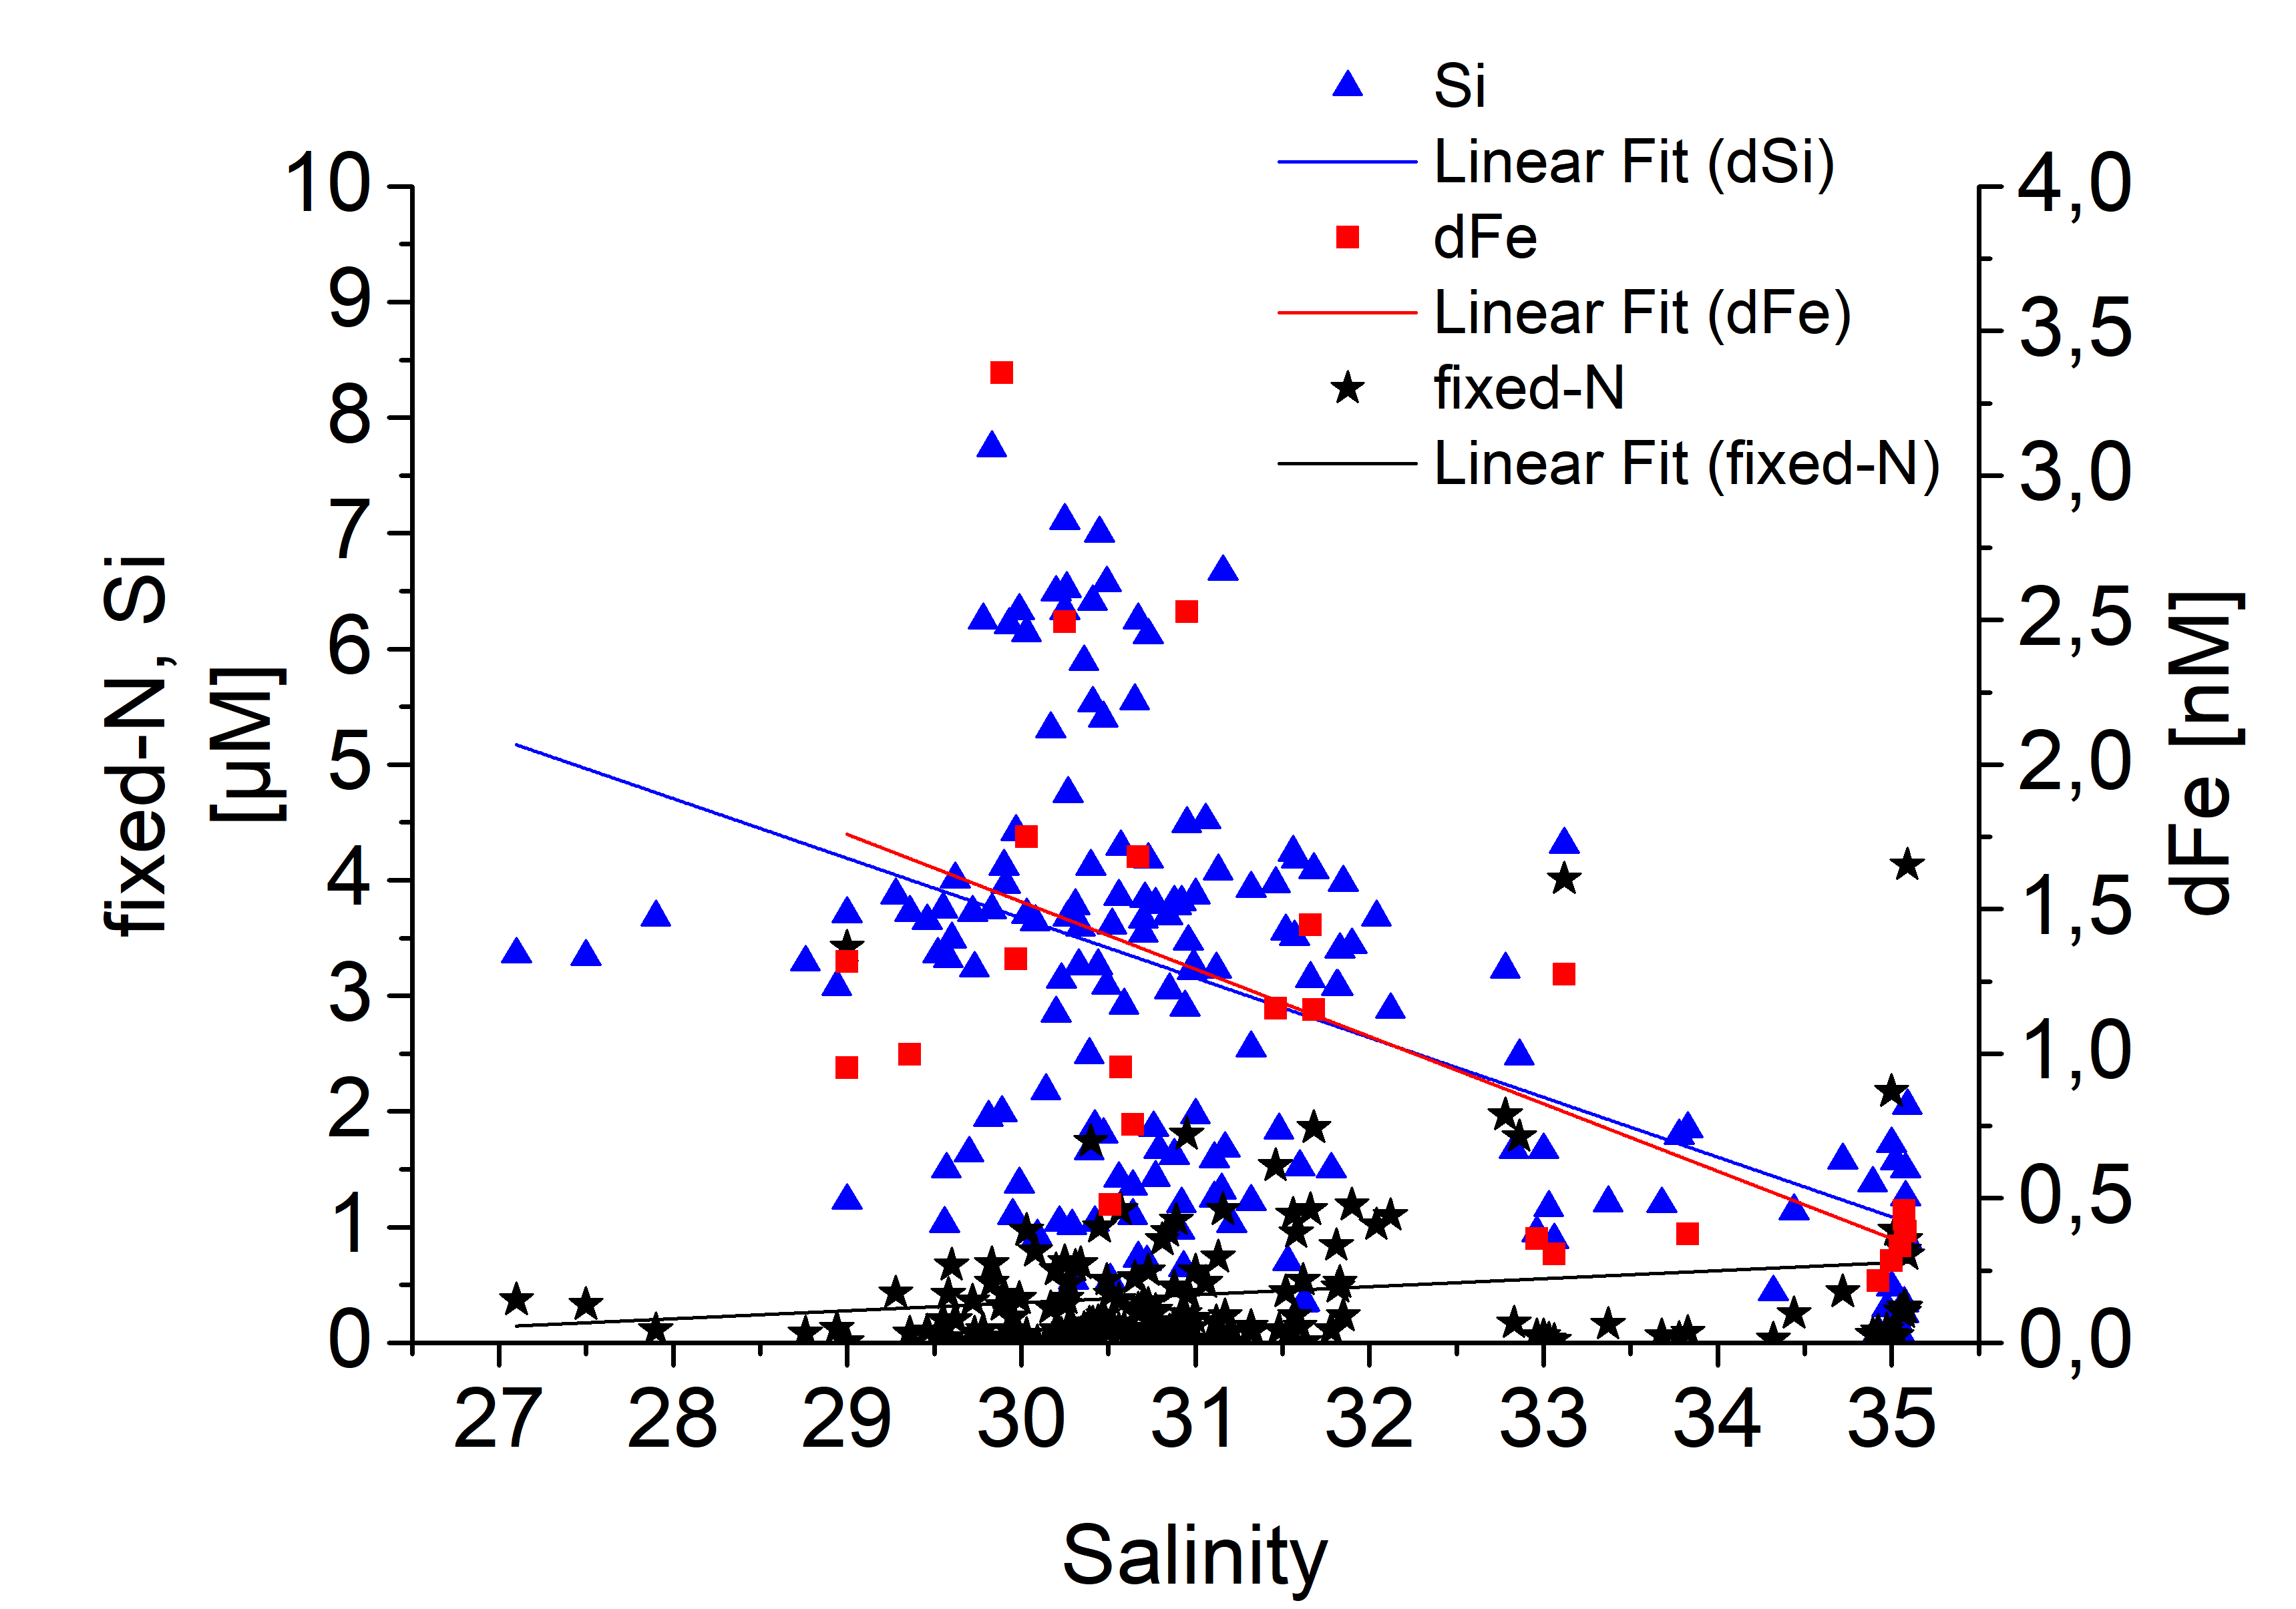 Si
Linear Fit (dSi)
dFe
Linear Fit (dFe)
fixed-N
Linear Fit (fixed-N)
10
9
8
7
6
5
4
3
2
1
0
fixed-N, Si
[µM]
4,0
3,5
3,0
2,5
2,0
1,5
1,0
0,5
0,0
dFe [nM]
27 28 29 30 31 32 33 34 35
Salinity